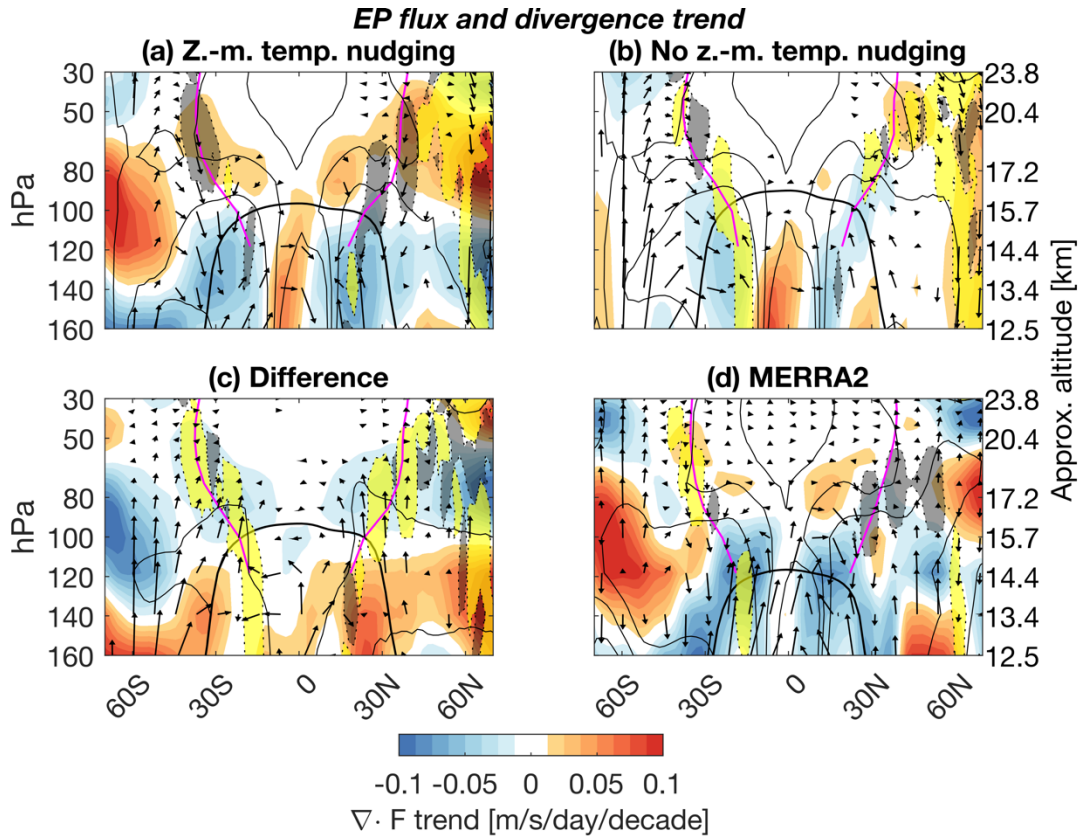 EP flux and divergence trend
(a) Z.-m. temp. nudging
(b) No z.-m. temp. nudging
30
50
80
100
120
140
160
hPa
23.8
20.4
17.2
15.7
14.4
13.4
12.5
(c) Difference
(d) MERRA2
30
50
80
100
120
140
160
hPa
23.8
20.4
17.2
15.7
14.4
13.4
12.5
Approx. altitude [km]
60S
30S
0
30N
60N
60S
30S
0
30N
60N
-0.1
-0.05
0
0.05
0.1
∇· F trend [m/s/day/decade]